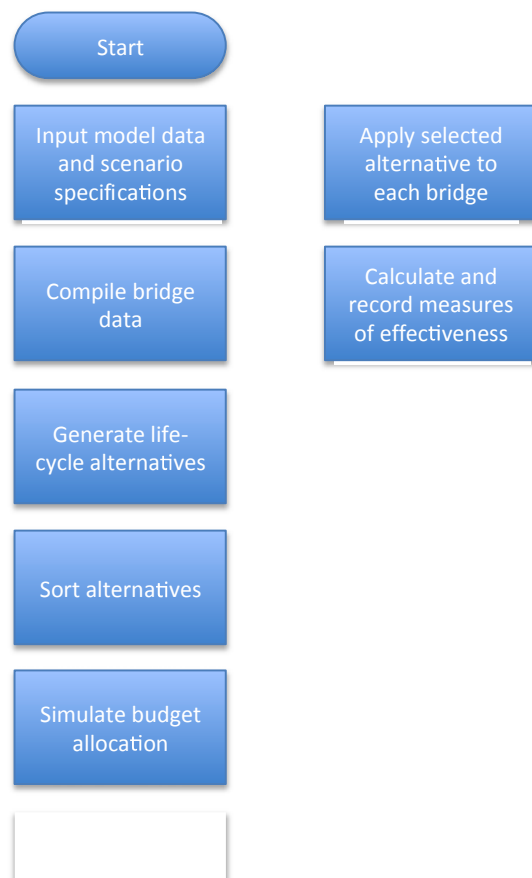 Start
Input model data
and scenario
specifications
Compile bridge
data
Generate life-
cycle alternatives
Sort alternatives
Simulate budget
allocation
Apply selected
alternative to
each bridge
Calculate and
record measures
of effectiveness